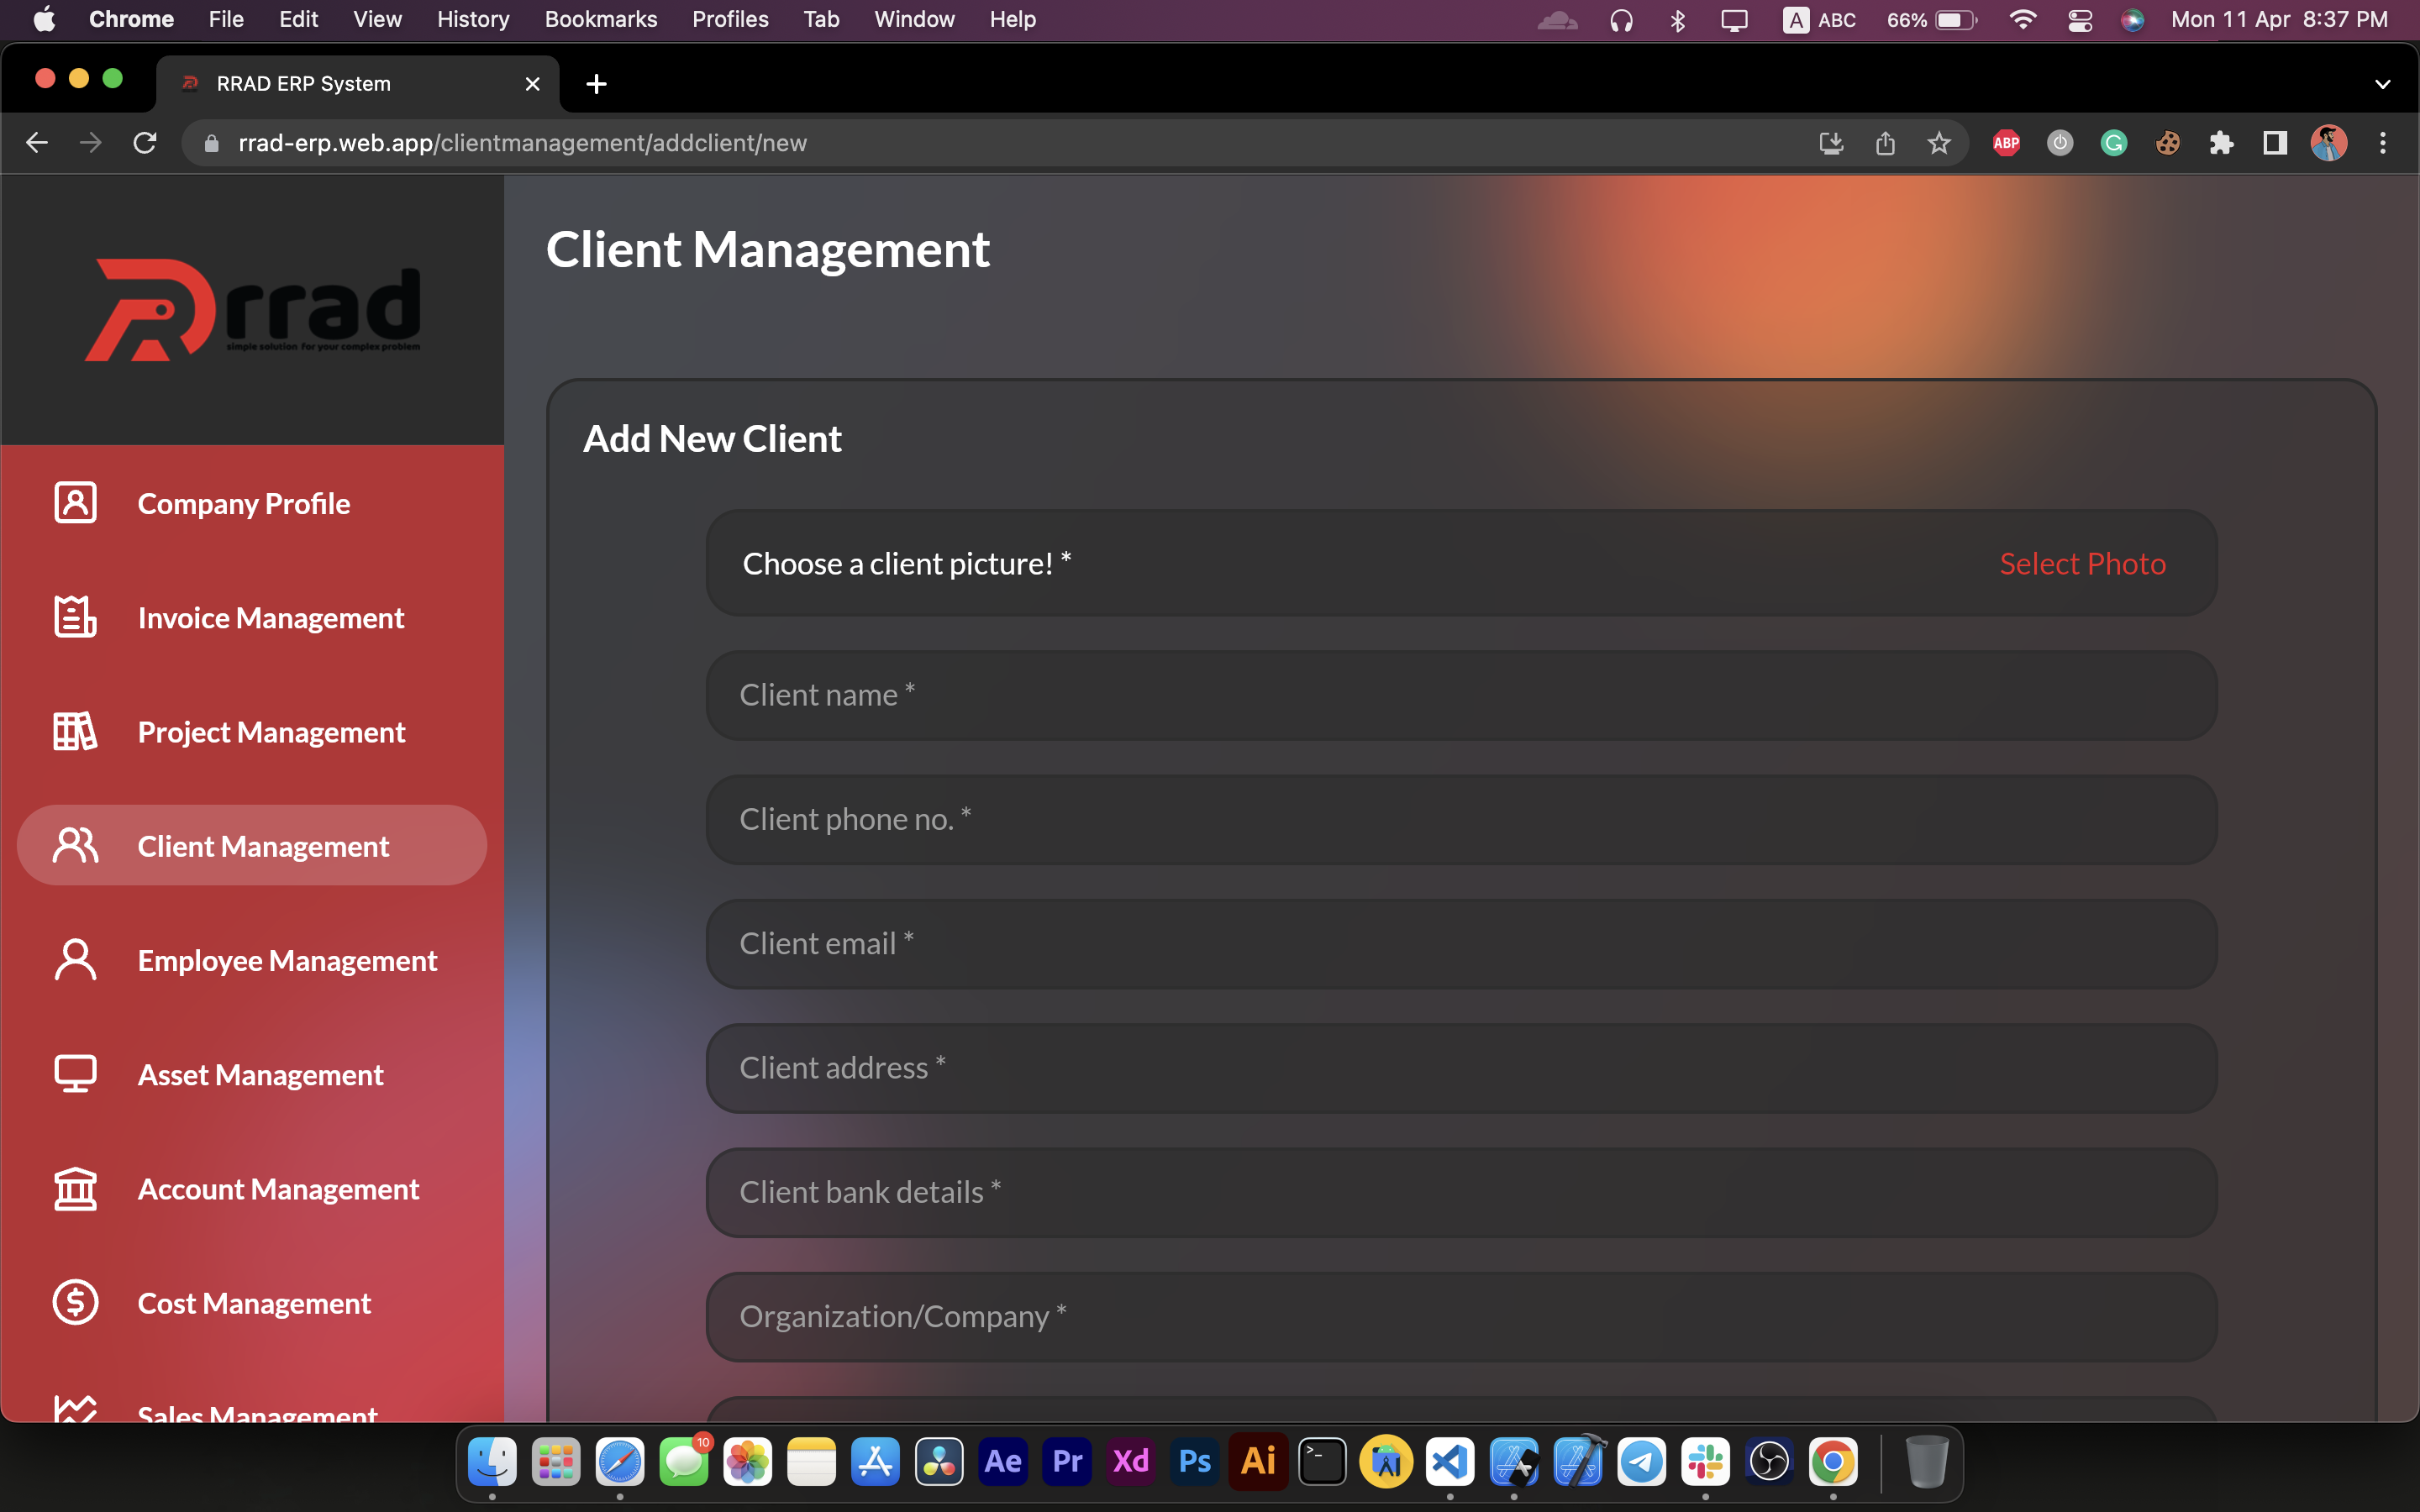 Chrome File Edit View History Bookmarks Profiles Tab Window Help A ABC 66% Mon 11 Apr 8:37 PM
RRAD ERP System
rrad-erp.web.app/clientmanagement/addclient/new
ABP
rrad
simple solution for your complex problem
Company Profile
Invoice Management
Project Management
Client Management
Employee Management
Asset Management
Account Management
Cost Management
Sales Management
Client Management
Add New Client
Choose a client picture! * Select Photo
Client name *
Client phone no. *
Client email *
Client address *
Client bank details *
Organization/Company *
10
Ae Pr Xd Ps Ai